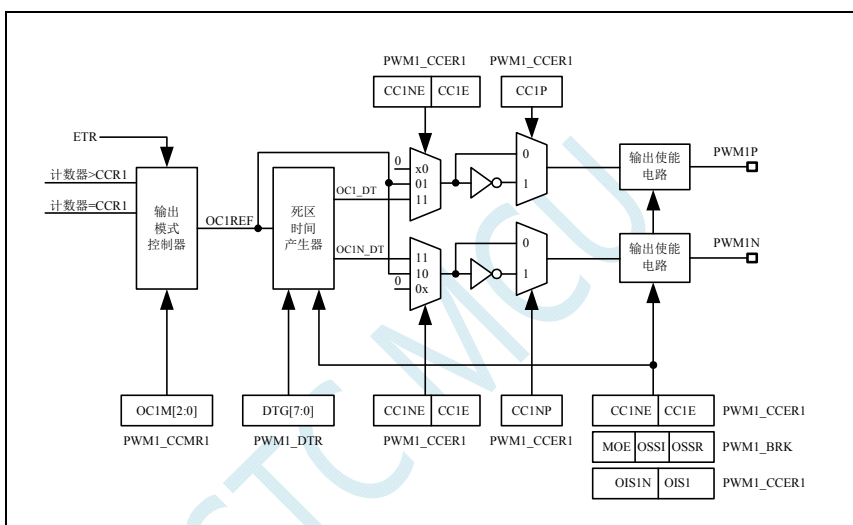 PWM1_CCER1
PWM1_CCER1
CC1NE
CC1E
CC1P
ETR
计数器>CCR1
计数器=CCR1
输出
模式
控制器
OC1REF
死区
时间
产生器
OC1_DT
OC1N_DT
0
x0
01
11
0
1
输出使能
电路
PWM1P
11
10
0x
0
0
1
输出使能
电路
PWM1N
OC1M[2:0]
PWM1_CCMR1
DTG[7:0]
PWM1_DTR
CC1NE
CC1E
PWM1_CCER1
CC1NP
PWM1_CCER1
CC1NE
CC1E
PWM1_CCER1
MOE
OSSI
OSSR
PWM1_BRK
OIS1N
OIS1
PWM1_CCER1
STC MCU